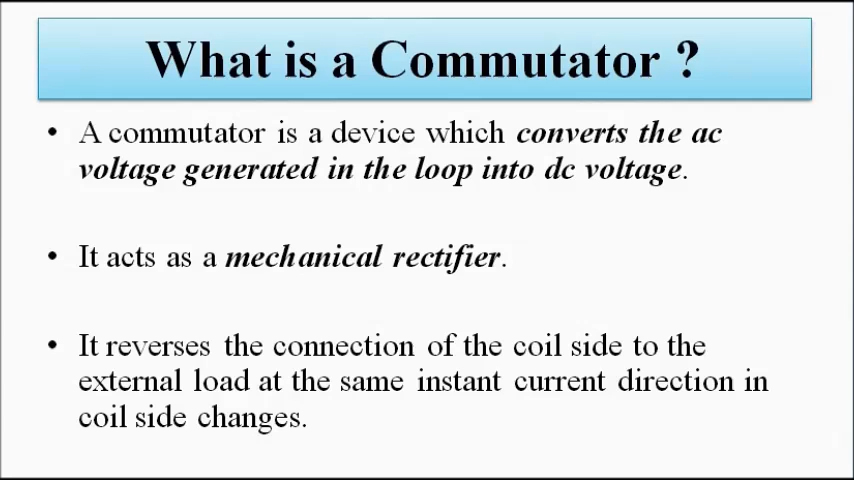 What is a Commutator ?
• A commutator is a device which converts the ac
voltage generated in the loop into dc voltage.
• It acts as a mechanical rectifier.
• It reverses the connection of the coil side to the
external load at the same instant current direction in
coil side changes.